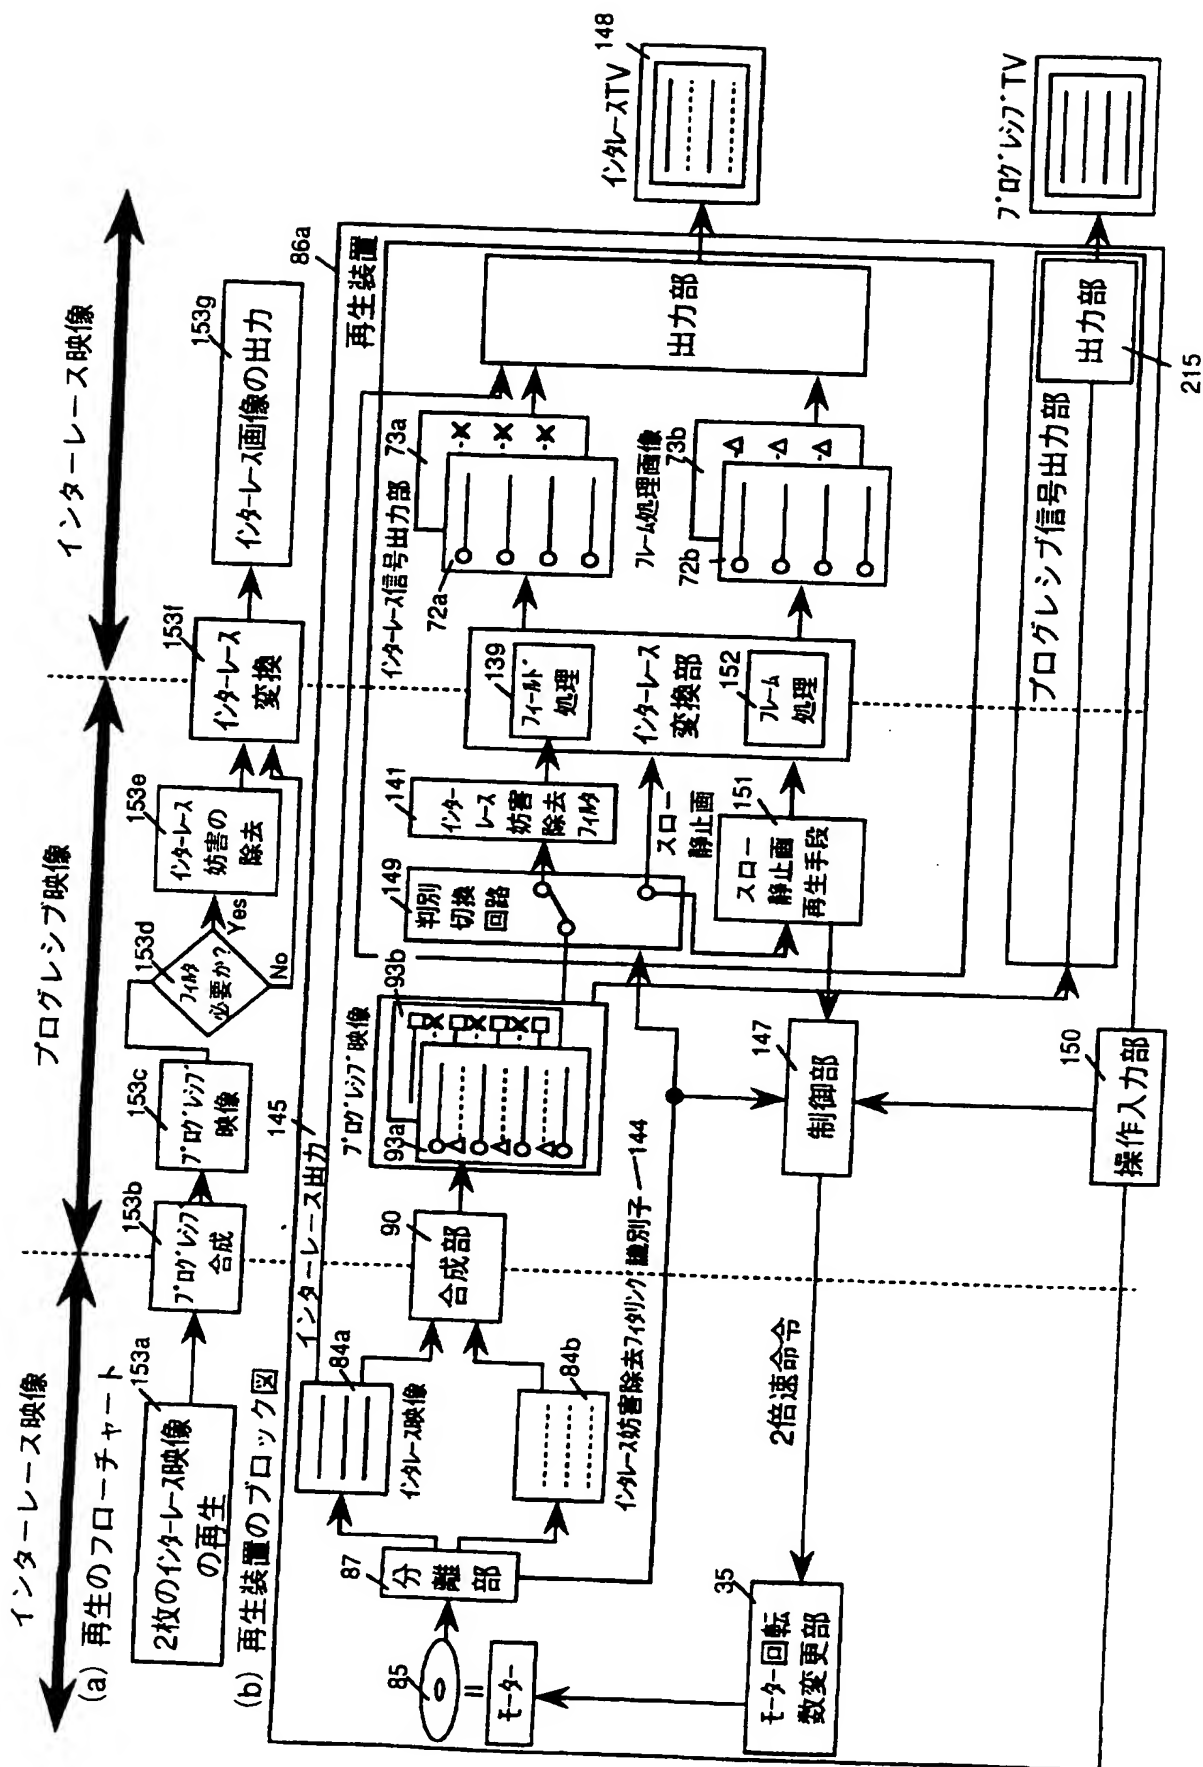 インターレース映像
プログレシブ映像
インターレース映像
(a) 再生のフローチャート
153a
2枚のインターレース映像
の再生
153b
プログレシブ
合成
153c
プログレシブ
映像
153d
フィルタ
必要か?
Yes
No
153e
インターレース
妨害の
除去
153f
インターレース
変換
153g
インターレース画像の出力
(b) 再生装置のブロック図
145
インターレース出力
86a
再生装置
85
モーター
87
分離部
84a
インタレース映像
84b
90
合成部
プログレシブ映像
93a
93b
インタレース妨害除去フィタリング識別子
144
149
判別
切換
回路
141
インター
レース
妨害
除去
フィルタ
スロー
静止画
151
スロー
静止画
再生手段
139
フィールド
処理
インターレース
変換部
152
フレーム
処理
インターレース信号出力部
72a
73a
フレーム処理画像
72b
73b
出力部
インタレースTV
148
プログレシブTV
プログレシブ信号出力部
出力部
215
147
制御部
150
操作入力部
2倍速命令
35
モーター回転
数変更部